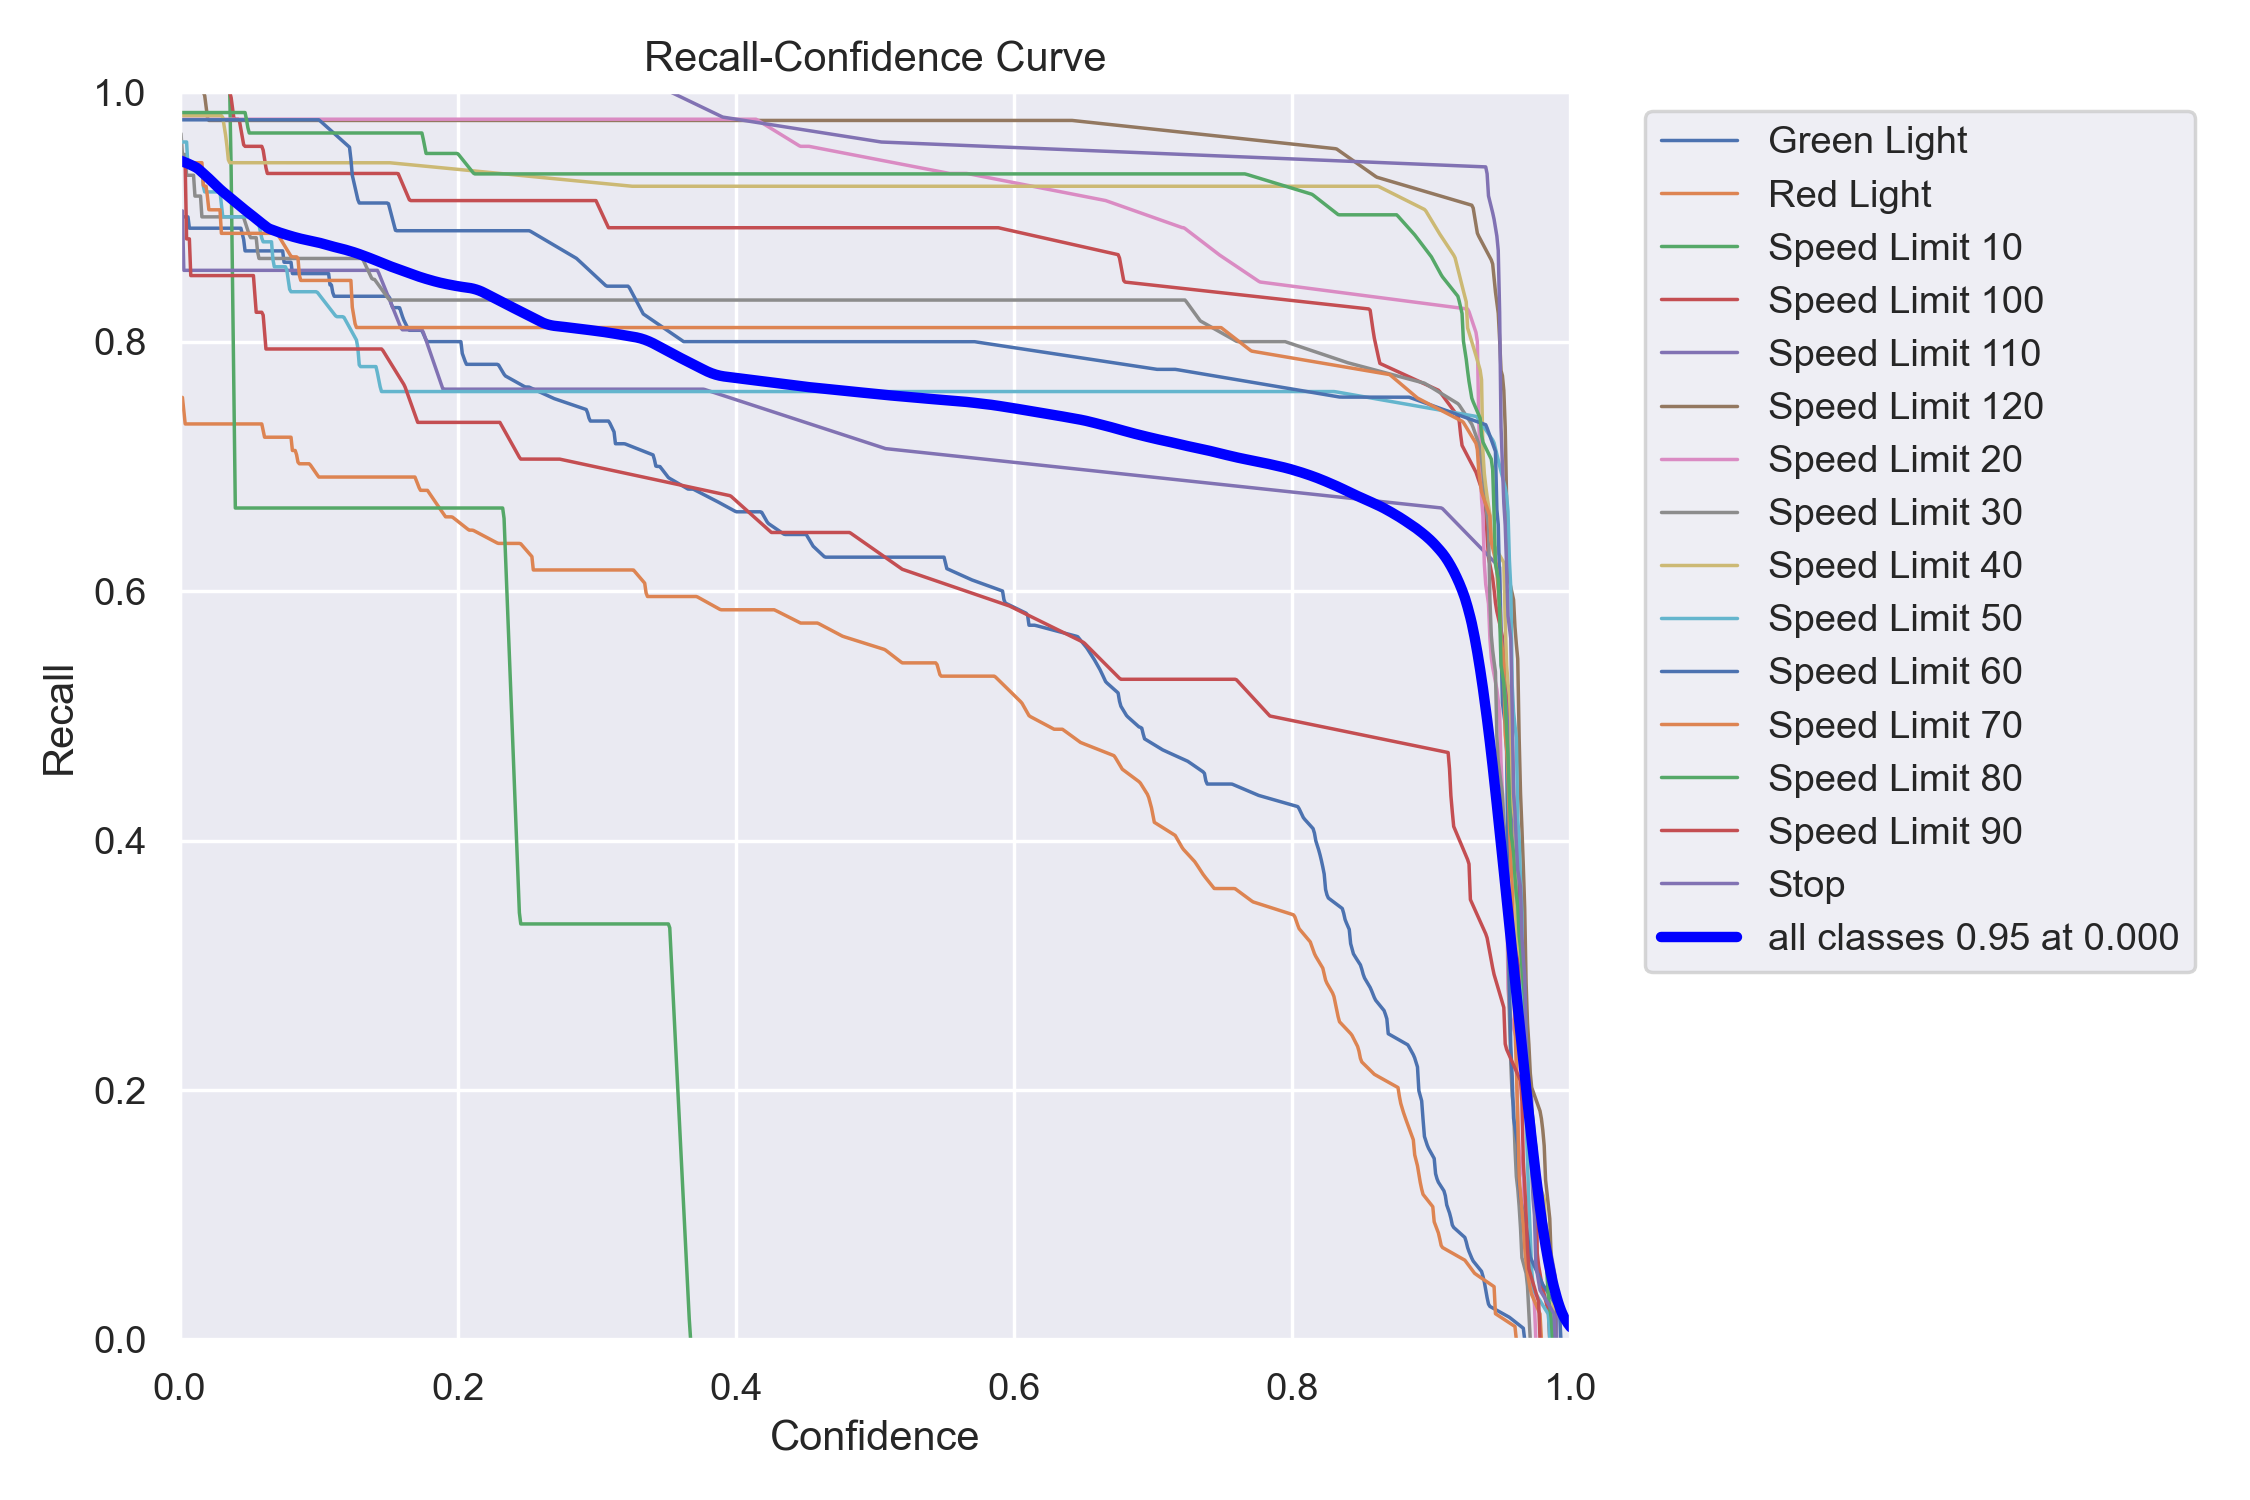 Recall-Confidence Curve
1.0
0.8
0.6
0.4
0.2
0.0
Recall
0.0 0.2 0.4 0.6 0.8 1.0
Confidence
Green Light
Red Light
Speed Limit 10
Speed Limit 100
Speed Limit 110
Speed Limit 120
Speed Limit 20
Speed Limit 30
Speed Limit 40
Speed Limit 50
Speed Limit 60
Speed Limit 70
Speed Limit 80
Speed Limit 90
Stop
all classes 0.95 at 0.000